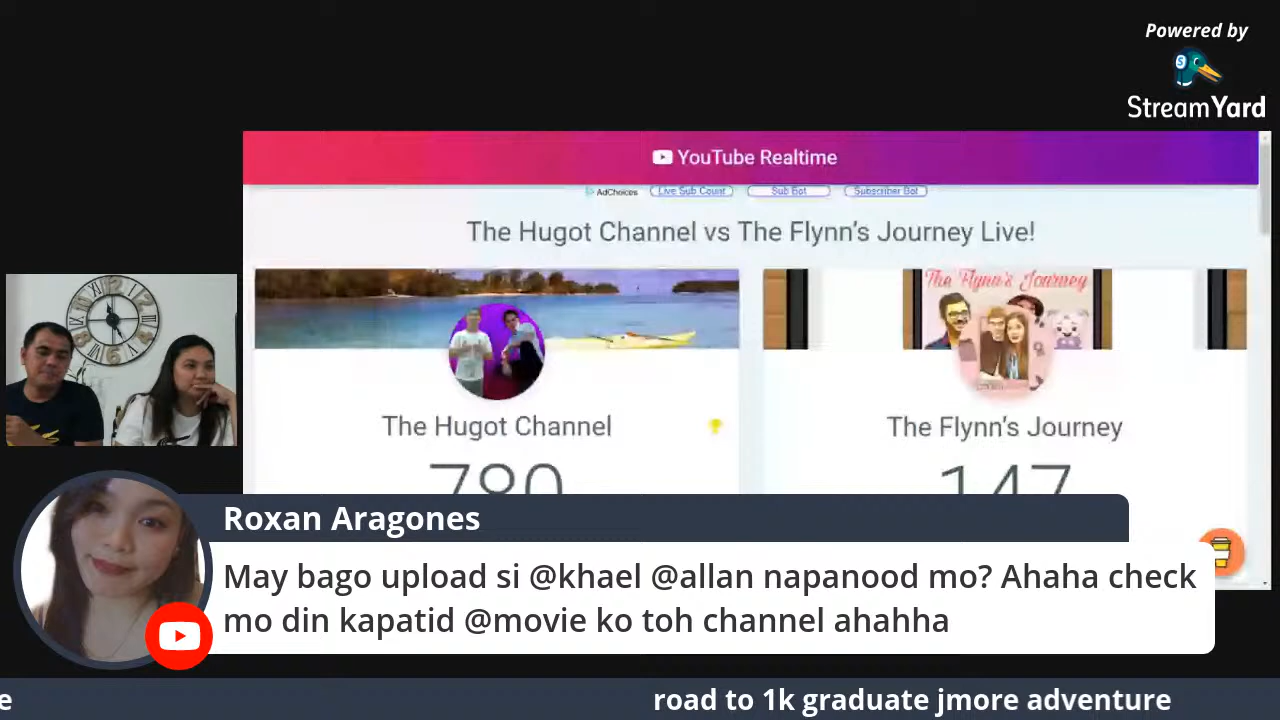 Powered by
StreamYard
YouTube Realtime
AdChoices
Live Sub Count
Sub Bot
Subscriber Bot
The Hugot Channel vs The Flynn's Journey Live!
The Flynn's Journey
The Hugot Channel
The Flynn's Journey
780
147
Roxan Aragones
May bago upload si @khael @allan napanood mo? Ahaha check
mo din kapatid @movie ko toh channel ahahha
e
road to 1k graduate jmore adventure